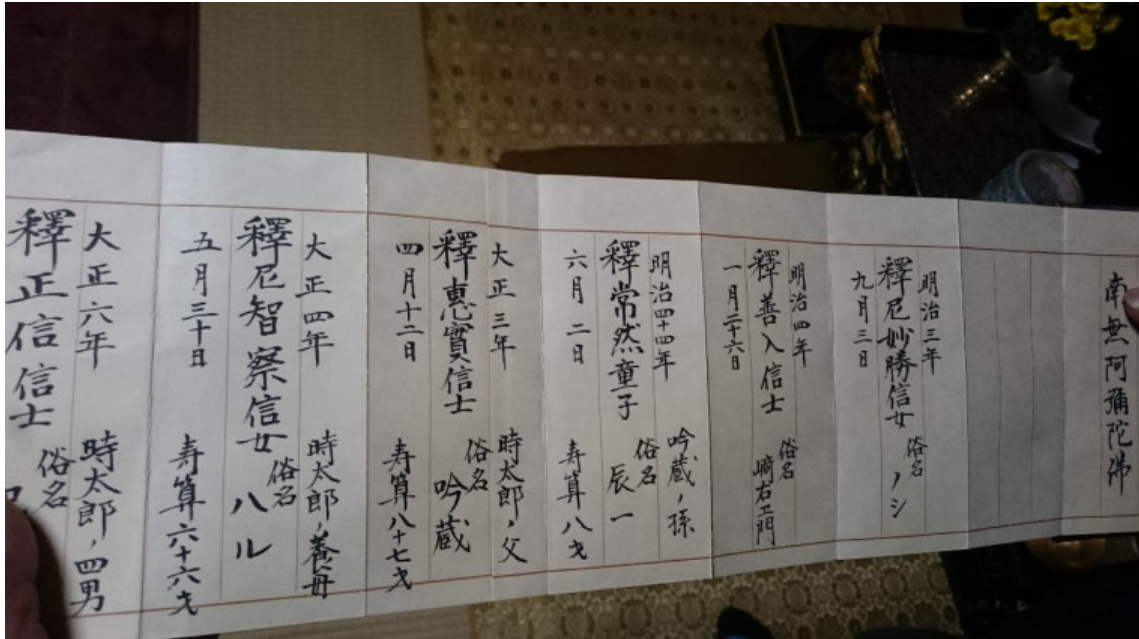 南無阿彌陀佛
明治三年
釋尼妙勝信女 俗名 ノシ
九月三日
明治四年
釋善入信士 俗名 﨑右ヱ門
一月二十六日
明治四十四年 吟蔵ノ孫
釋常然童子 俗名 辰一
六月二日 寿算八才
大正三年 時太郎ノ父
釋惠實信士 俗名 吟蔵
四月十二日 寿算八十七才
大正四年 時太郎ノ養母
釋尼智察信女 俗名 ハル
五月三十日 寿算六十六才
大正六年 時太郎ノ四男
釋正信信士 俗名